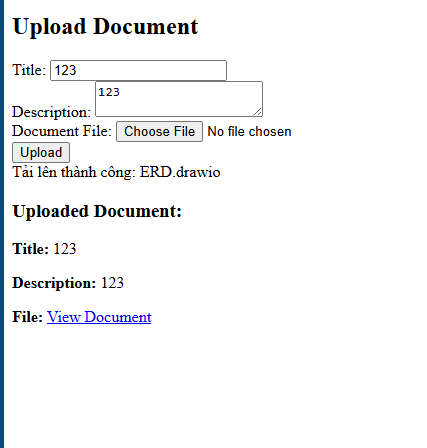 Upload Document
Title: 123
Description: 123
Document File: Choose File No file chosen
Upload
Tải lên thành công: ERD.drawio
Uploaded Document:
Title: 123
Description: 123
File: View Document